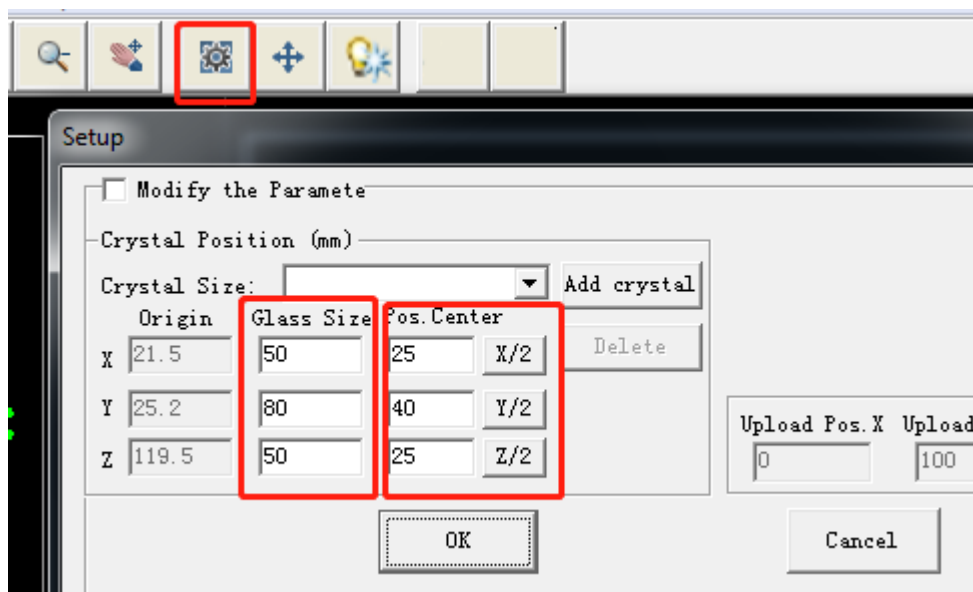 Setup
Modify the Paramete
Crystal Position (mm)
Crystal Size:
Add crystal
Origin Glass Size Pos.Center
X 21.5 50 25 X/2 Delete
Y 25.2 80 40 Y/2
Z 119.5 50 25 Z/2
Upload Pos.X Upload
0 100
OK Cancel